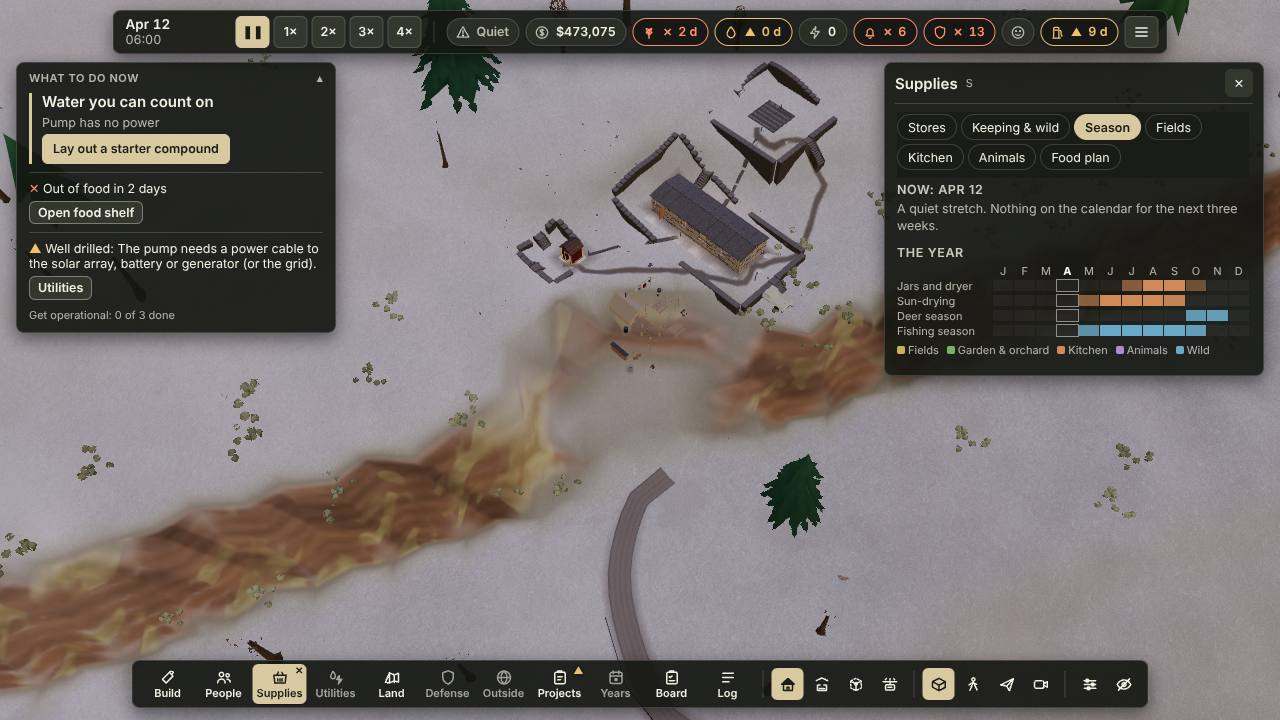 Apr 12
06:00
1×
2×
3×
4×
Quiet
$473,075
× 2 d
0 d
0
× 6
× 13
9 d
WHAT TO DO NOW
Water you can count on
Pump has no power
Lay out a starter compound
× Out of food in 2 days
Open food shelf
Well drilled: The pump needs a power cable to
the solar array, battery or generator (or the grid).
Utilities
Get operational: 0 of 3 done
Supplies S
Stores
Keeping & wild
Season
Fields
Kitchen
Animals
Food plan
NOW: APR 12
A quiet stretch. Nothing on the calendar for the next three
weeks.
THE YEAR
J F M A M J J A S O N D
Jars and dryer
Sun-drying
Deer season
Fishing season
Fields Garden & orchard Kitchen Animals Wild
Build
People
Supplies
Utilities
Land
Defense
Outside
Projects
Years
Board
Log